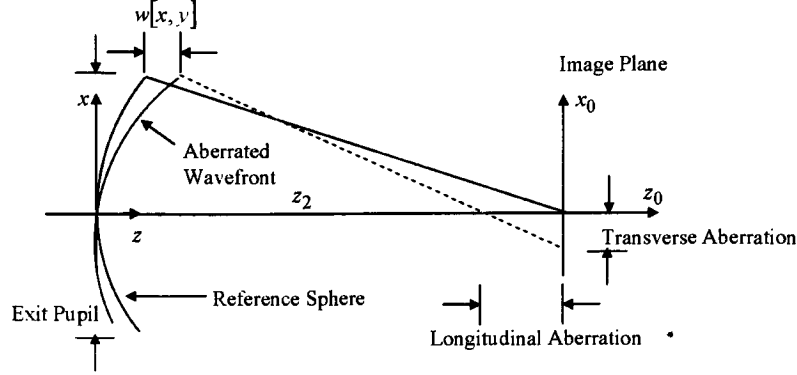 w[x, y]
Image Plane
x
x₀
Aberrated
Wavefront
z₂
z₀
z
Transverse Aberration
Reference Sphere
Exit Pupil
Longitudinal Aberration